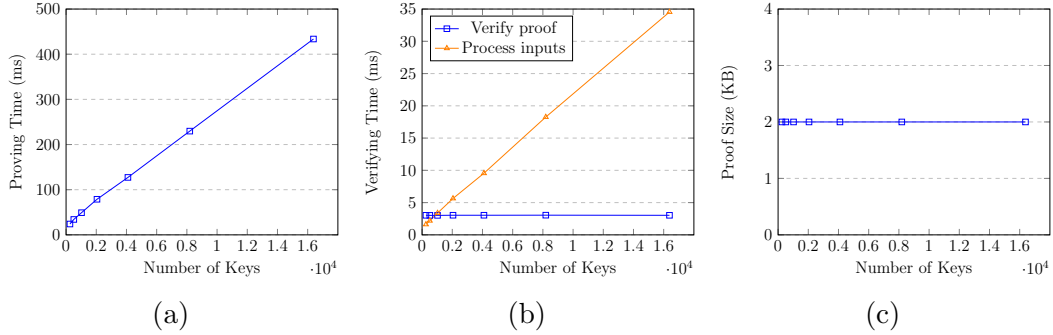 500
400
300
200
100
0
Proving Time (ms)
0 0.2 0.4 0.6 0.8 1 1.2 1.4 1.6
Number of Keys
·10⁴
(a)
35
30
25
20
15
10
5
0
Verifying Time (ms)
Verify proof
Process inputs
0 0.2 0.4 0.6 0.8 1 1.2 1.4 1.6
Number of Keys
·10⁴
(b)
4
3
2
1
0
Proof Size (KB)
0 0.2 0.4 0.6 0.8 1 1.2 1.4 1.6
Number of Keys
·10⁴
(c)